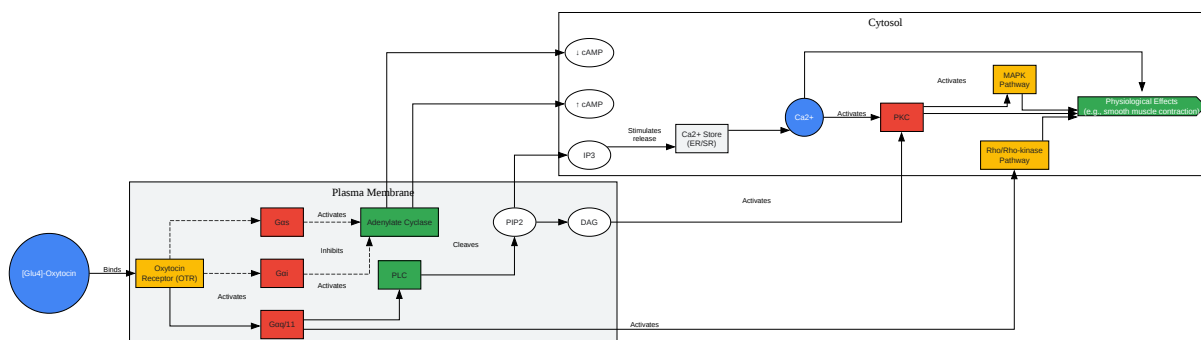 Cytosol
↓ cAMP
↑ cAMP
IP3
Stimulates
release
Ca2+ Store
(ER/SR)
Ca2+
Activates
PKC
Activates
MAPK
Pathway
Physiological Effects
(e.g., smooth muscle contraction)
Rho/Rho-kinase
Pathway
Plasma Membrane
Gαs
Activates
Adenylate Cyclase
PIP2
DAG
Activates
Cleaves
Inhibits
[Glu4]-Oxytocin
Binds
Oxytocin
Receptor (OTR)
Gαi
Activates
PLC
Activates
Gαq/11
Activates